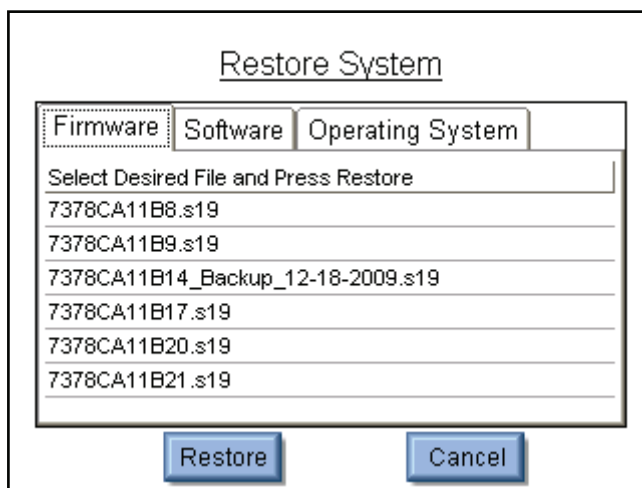 Restore System
Firmware Software Operating System
Select Desired File and Press Restore
7378CA11B8.s19
7378CA11B9.s19
7378CA11B14_Backup_12-18-2009.s19
7378CA11B17.s19
7378CA11B20.s19
7378CA11B21.s19
Restore Cancel